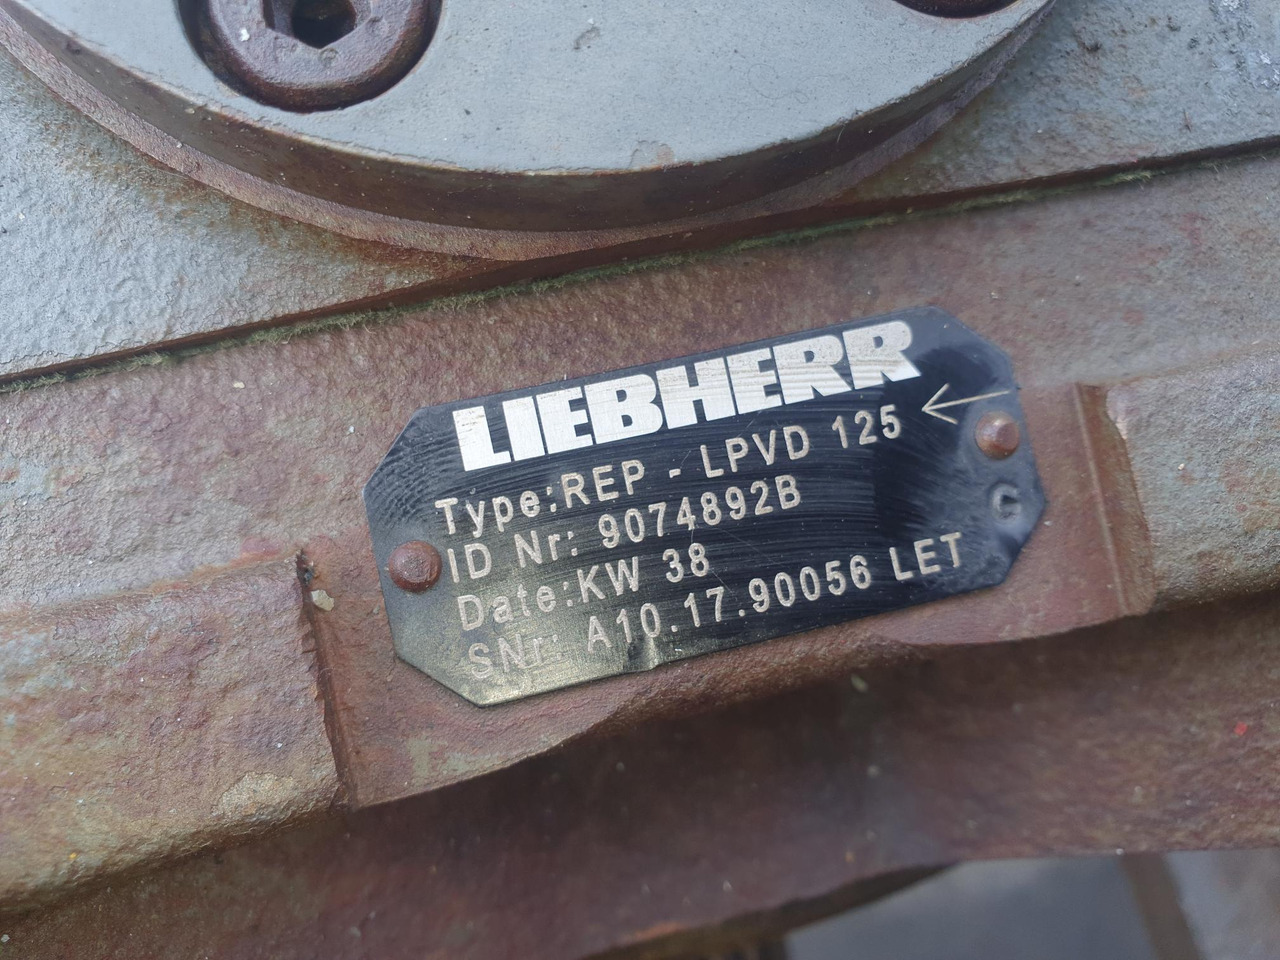 LIEBHERR
Type:REP - LPVD 125
ID Nr: 9074892B
Date:KW 38
SNr: A10.17.90056 LET
G